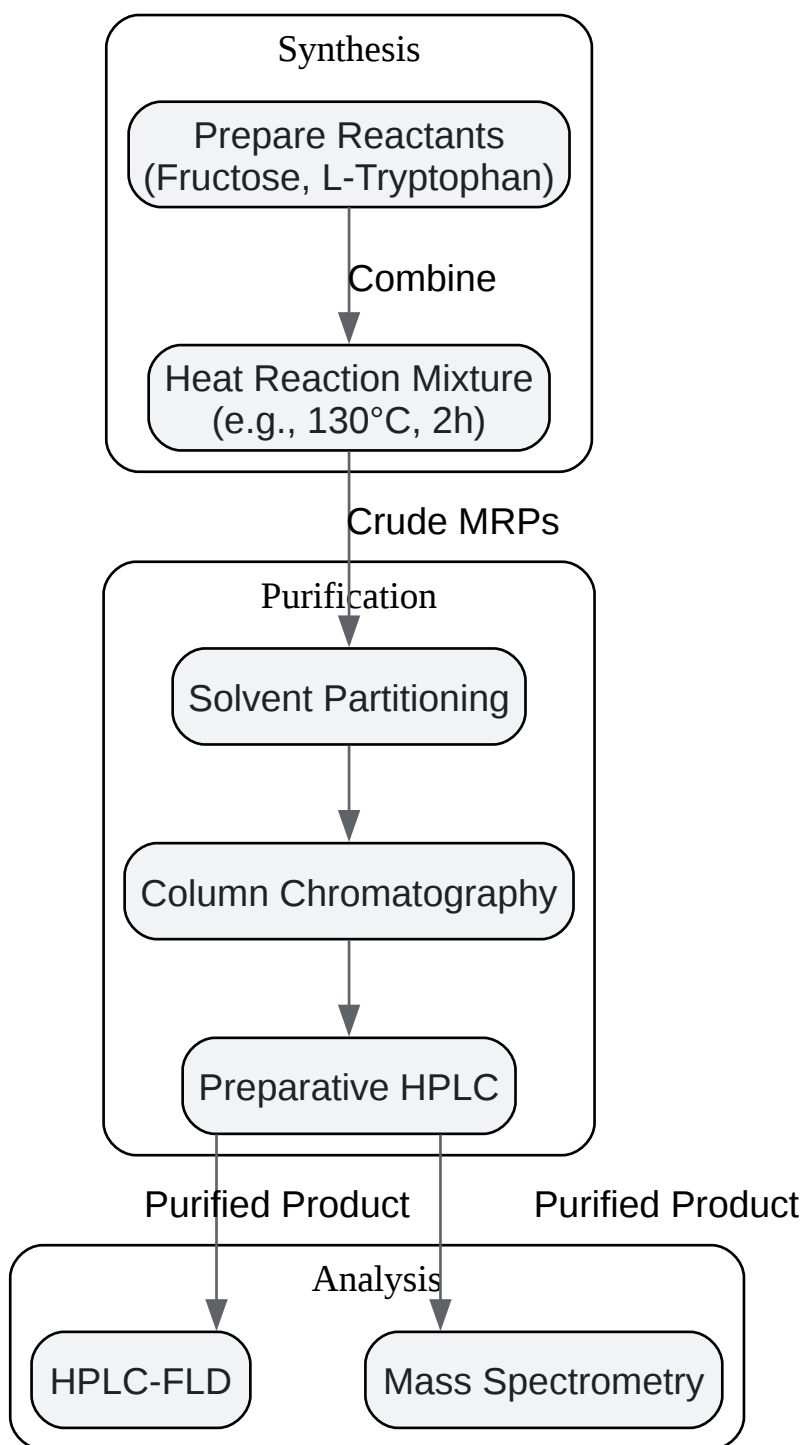 Synthesis
Prepare Reactants
(Fructose, L-Tryptophan)
Combine
Heat Reaction Mixture
(e.g., 130°C, 2h)
Crude MRPs
Purification
Solvent Partitioning
Column Chromatography
Preparative HPLC
Purified Product
Purified Product
Analysis
HPLC-FLD
Mass Spectrometry